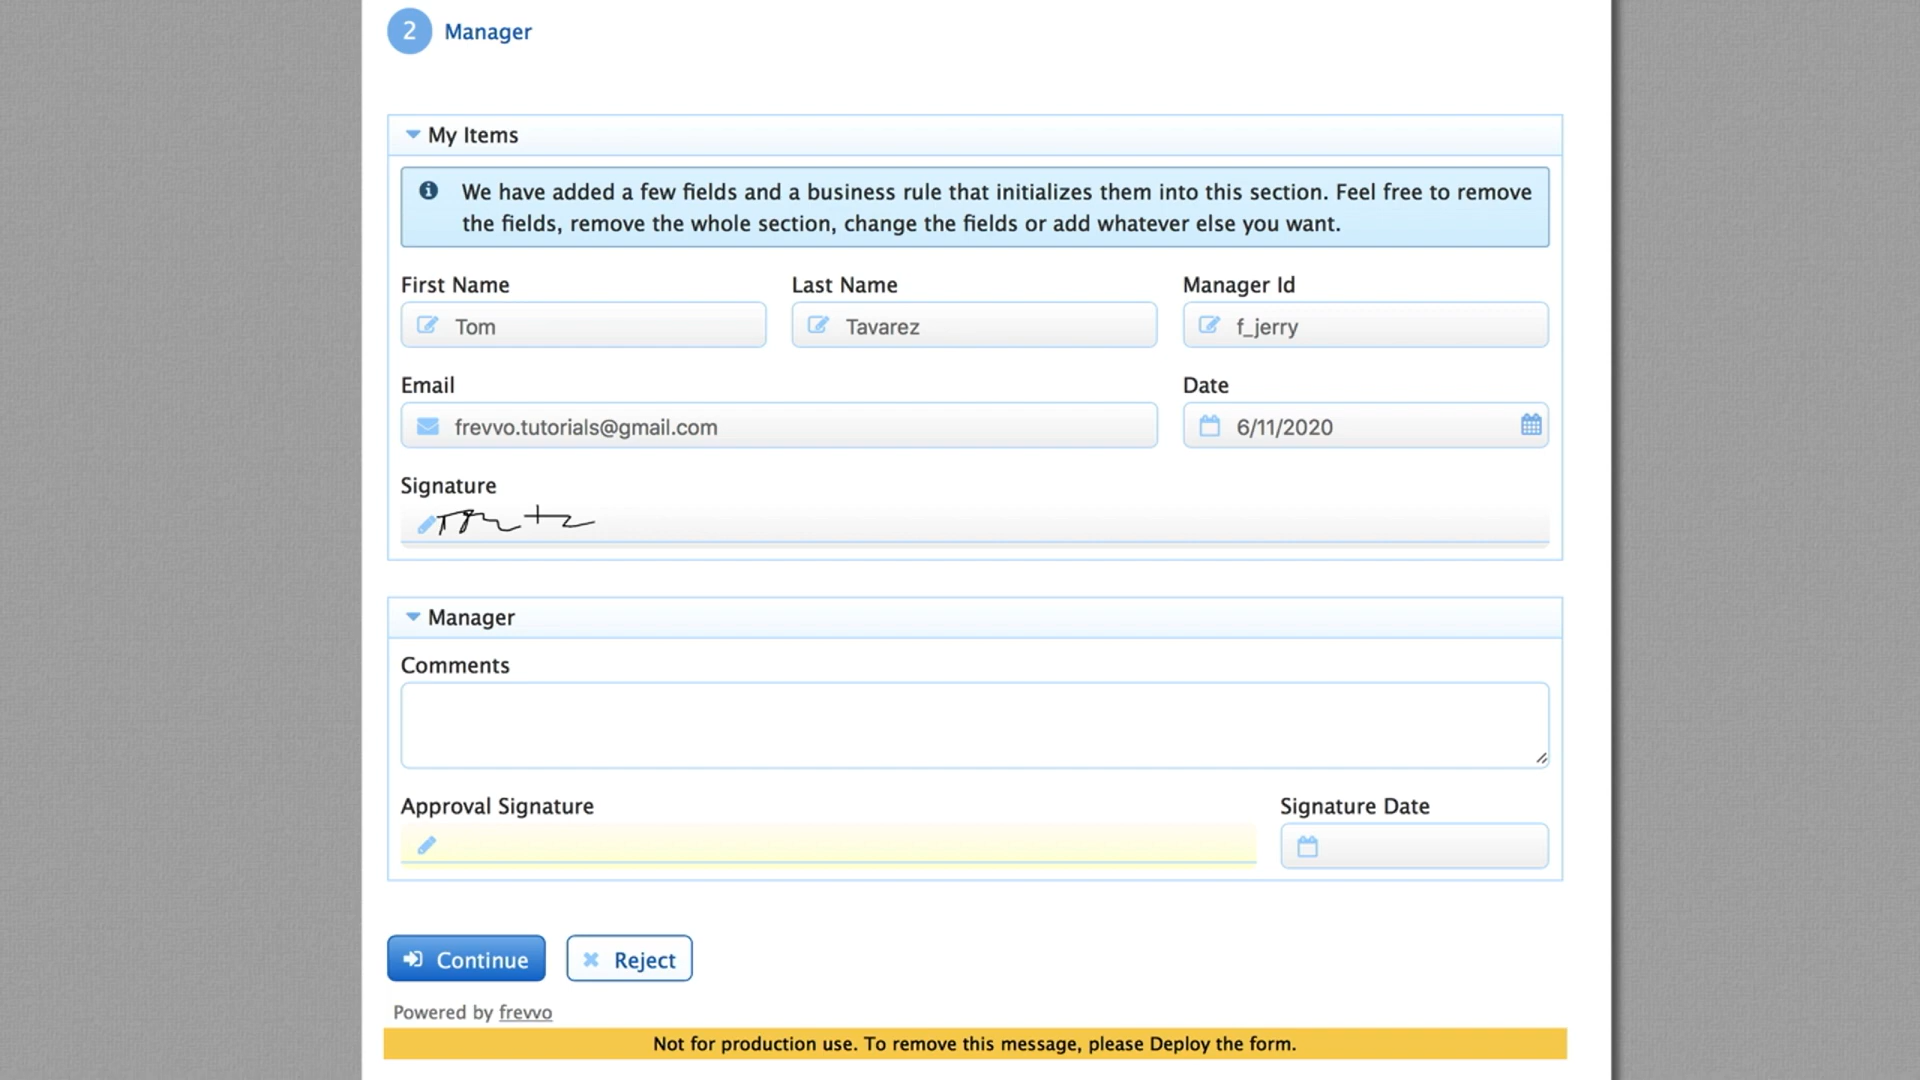 2 Manager
My Items
We have added a few fields and a business rule that initializes them into this section. Feel free to remove
the fields, remove the whole section, change the fields or add whatever else you want.
First Name Last Name Manager Id
Tom Tavarez f_jerry
Email Date
frevvo.tutorials@gmail.com 6/11/2020
Signature
Manager
Comments
Approval Signature Signature Date
Continue Reject
Powered by frevvo
Not for production use. To remove this message, please Deploy the form.